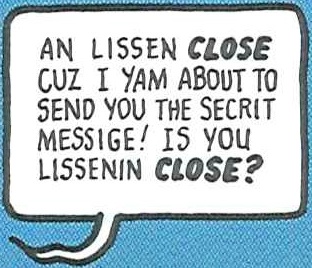 AN LISSEN CLOSE
CUZ I YAM ABOUT TO
SEND YOU THE SECRIT
MESSIGE! IS YOU
LISSENIN CLOSE?